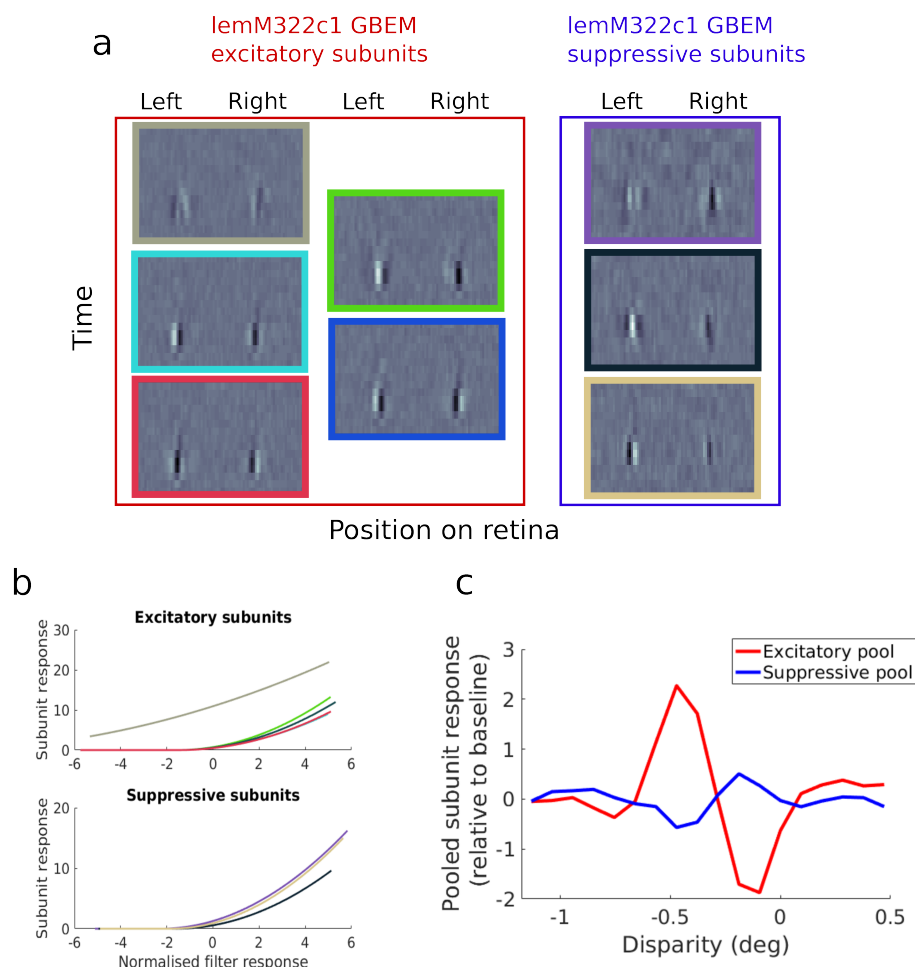 a
lemM322c1 GBEM
excitatory subunits
lemM322c1 GBEM
suppressive subunits
Left Right Left Right
Left Right
Time
Position on retina
b
Excitatory subunits
Subunit response
30
20
10
0
-6 -4 -2 0 2 4 6
Suppressive subunits
Subunit response
20
10
0
-6 -4 -2 0 2 4 6
Normalised filter response
c
Pooled subunit response
(relative to baseline)
3
2
1
0
-1
-2
Excitatory pool
Suppressive pool
-1 -0.5 0 0.5
Disparity (deg)